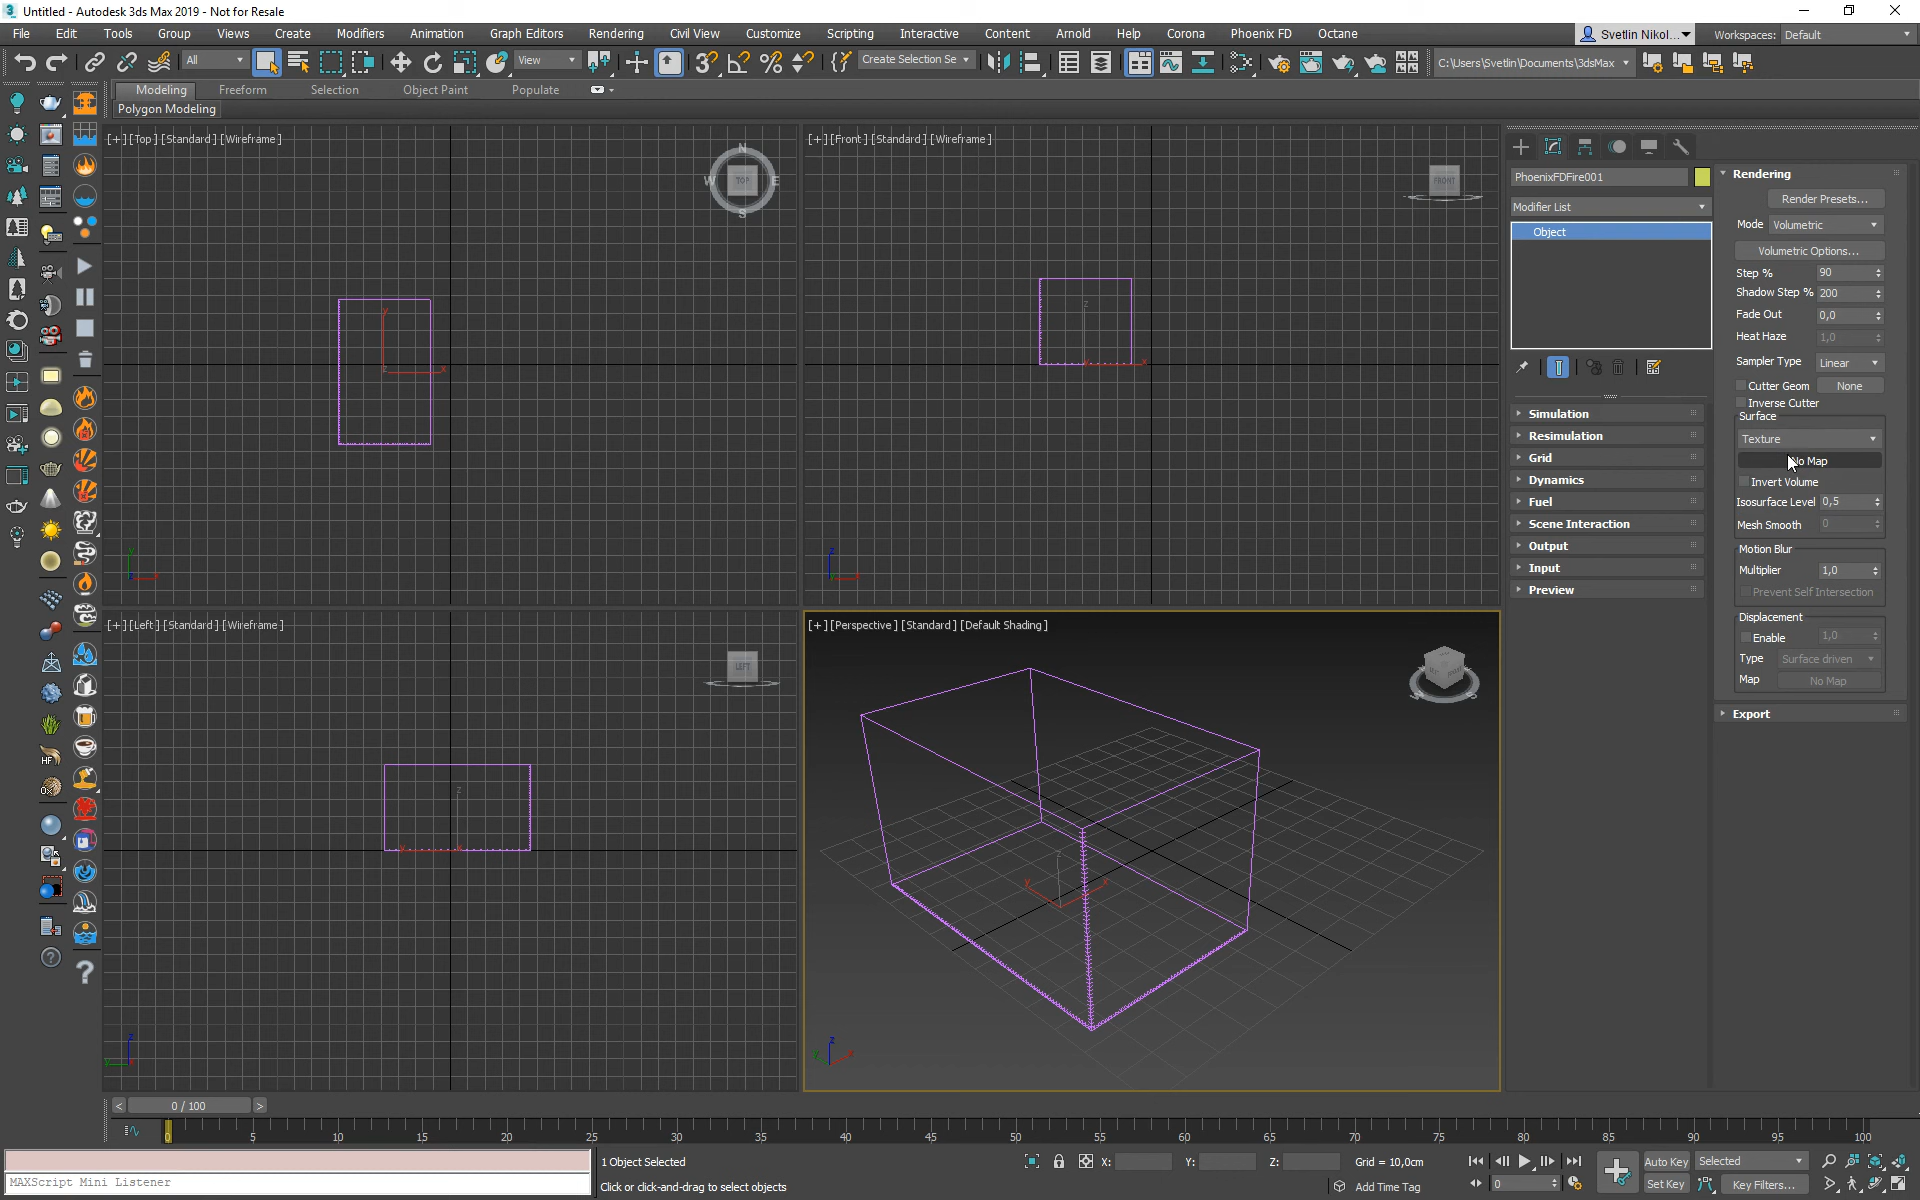 Untitled - Autodesk 3ds Max 2019 - Not for Resale
File Edit Tools Group Views Create Modifiers Animation Graph Editors Rendering Civil View Customize Scripting Interactive Content Arnold Help Corona Phoenix FD Octane
Svetlin Nikol... Workspaces: Default
All View Create Selection Se C:\Users\Svetlin\Documents\3dsMax
Modeling Freeform Selection Object Paint Populate
Polygon Modeling
[+] [Top] [Standard] [Wireframe]
N
W TOP E
S
[+] [Front] [Standard] [Wireframe]
FRONT
[+] [Left] [Standard] [Wireframe]
LEFT
[+] [Perspective] [Standard] [Default Shading]
PhoenixFDFire001
Modifier List
Object
Simulation
Resimulation
Grid
Dynamics
Fuel
Scene Interaction
Output
Input
Preview
Rendering
Render Presets...
Mode Volumetric
Volumetric Options...
Step % 90
Shadow Step % 200
Fade Out 0,0
Heat Haze 1,0
Sampler Type Linear
Cutter Geom None
Inverse Cutter
Surface
Texture
No Map
Invert Volume
Isosurface Level 0,5
Mesh Smooth 0
Motion Blur
Multiplier 1,0
Prevent Self Intersection
Displacement
Enable 1,0
Type Surface driven
Map No Map
Export
< 0 / 100 >
0 5 10 15 20 25 30 35 40 45 50 55 60 65 70 75 80 85 90 95 100
1 Object Selected X: Y: Z: Grid = 10,0cm Auto Key Selected
MAXScript Mini Listener
Click or click-and-drag to select objects Add Time Tag 0 Set Key Key Filters...